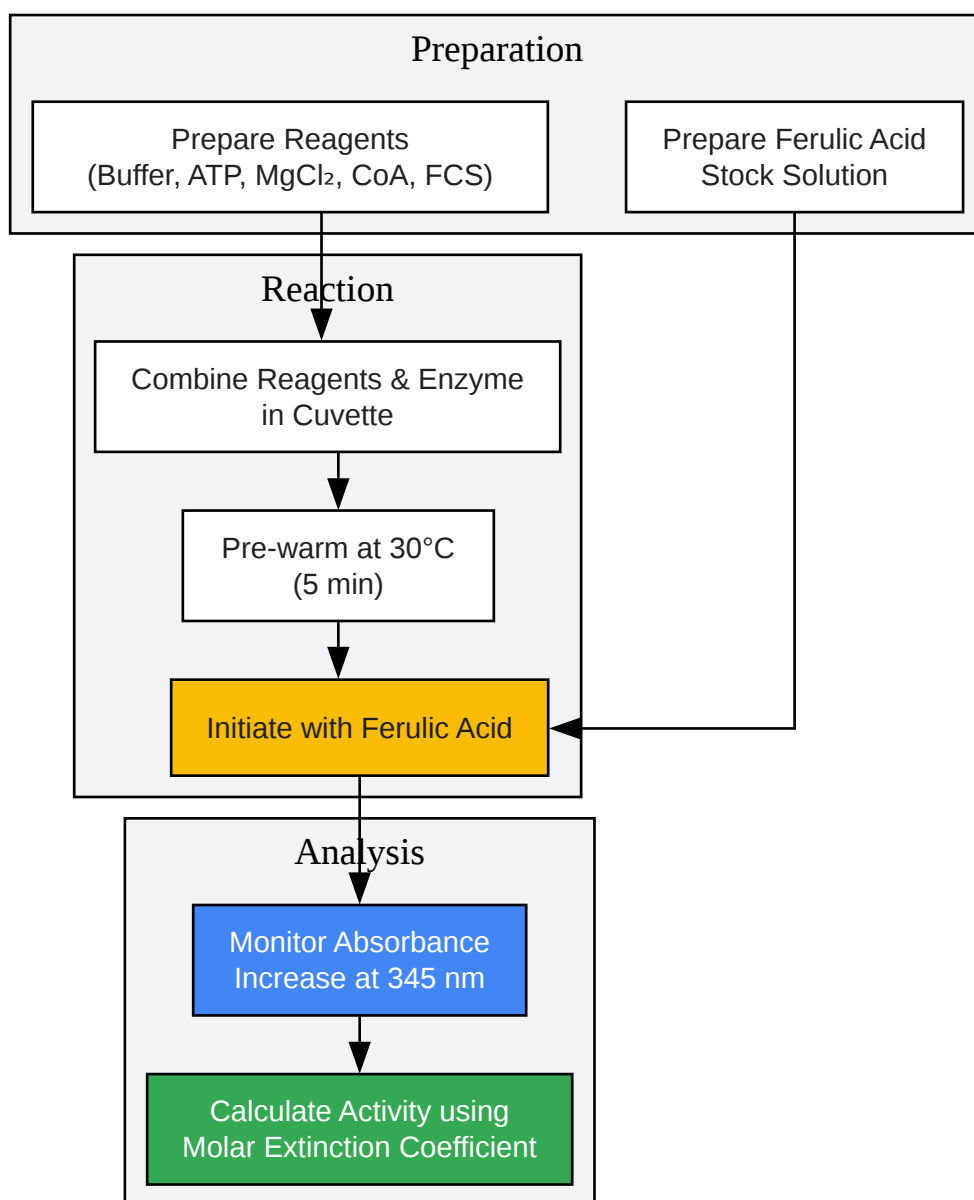 Preparation
Prepare Reagents
(Buffer, ATP, MgCl₂, CoA, FCS)
Prepare Ferulic Acid
Stock Solution
Reaction
Combine Reagents & Enzyme
in Cuvette
Pre-warm at 30°C
(5 min)
Initiate with Ferulic Acid
Analysis
Monitor Absorbance
Increase at 345 nm
Calculate Activity using
Molar Extinction Coefficient